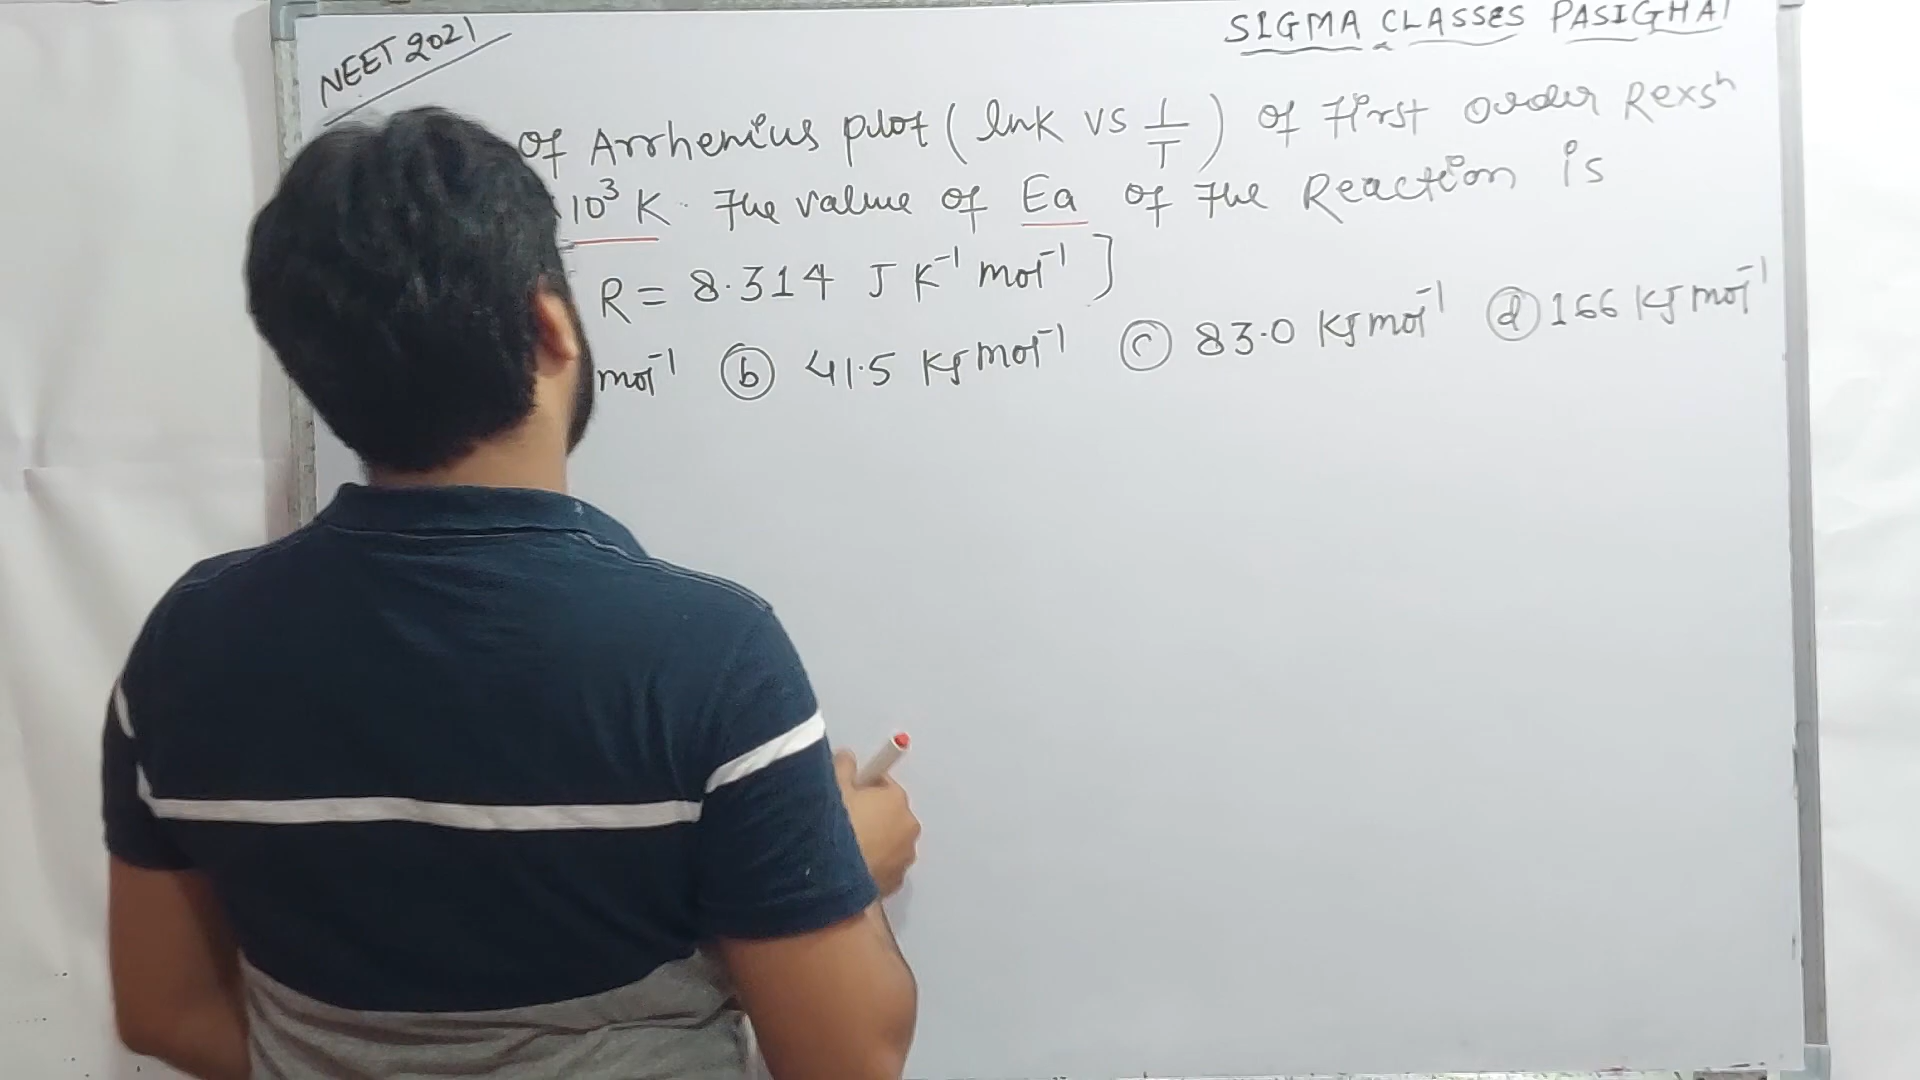 NEET 2021
SIGMA CLASSES PASIGHAT
of Arrhenius plot ( lnk vs 1/T ) of first order Rexsⁿ
10³ K. The value of Ea of the Reaction is
R = 8.314 J K⁻¹ mol⁻¹ ]
mol⁻¹ (b) 41.5 KJ mol⁻¹ (c) 83.0 KJ mol⁻¹ (d) 166 KJ mol⁻¹